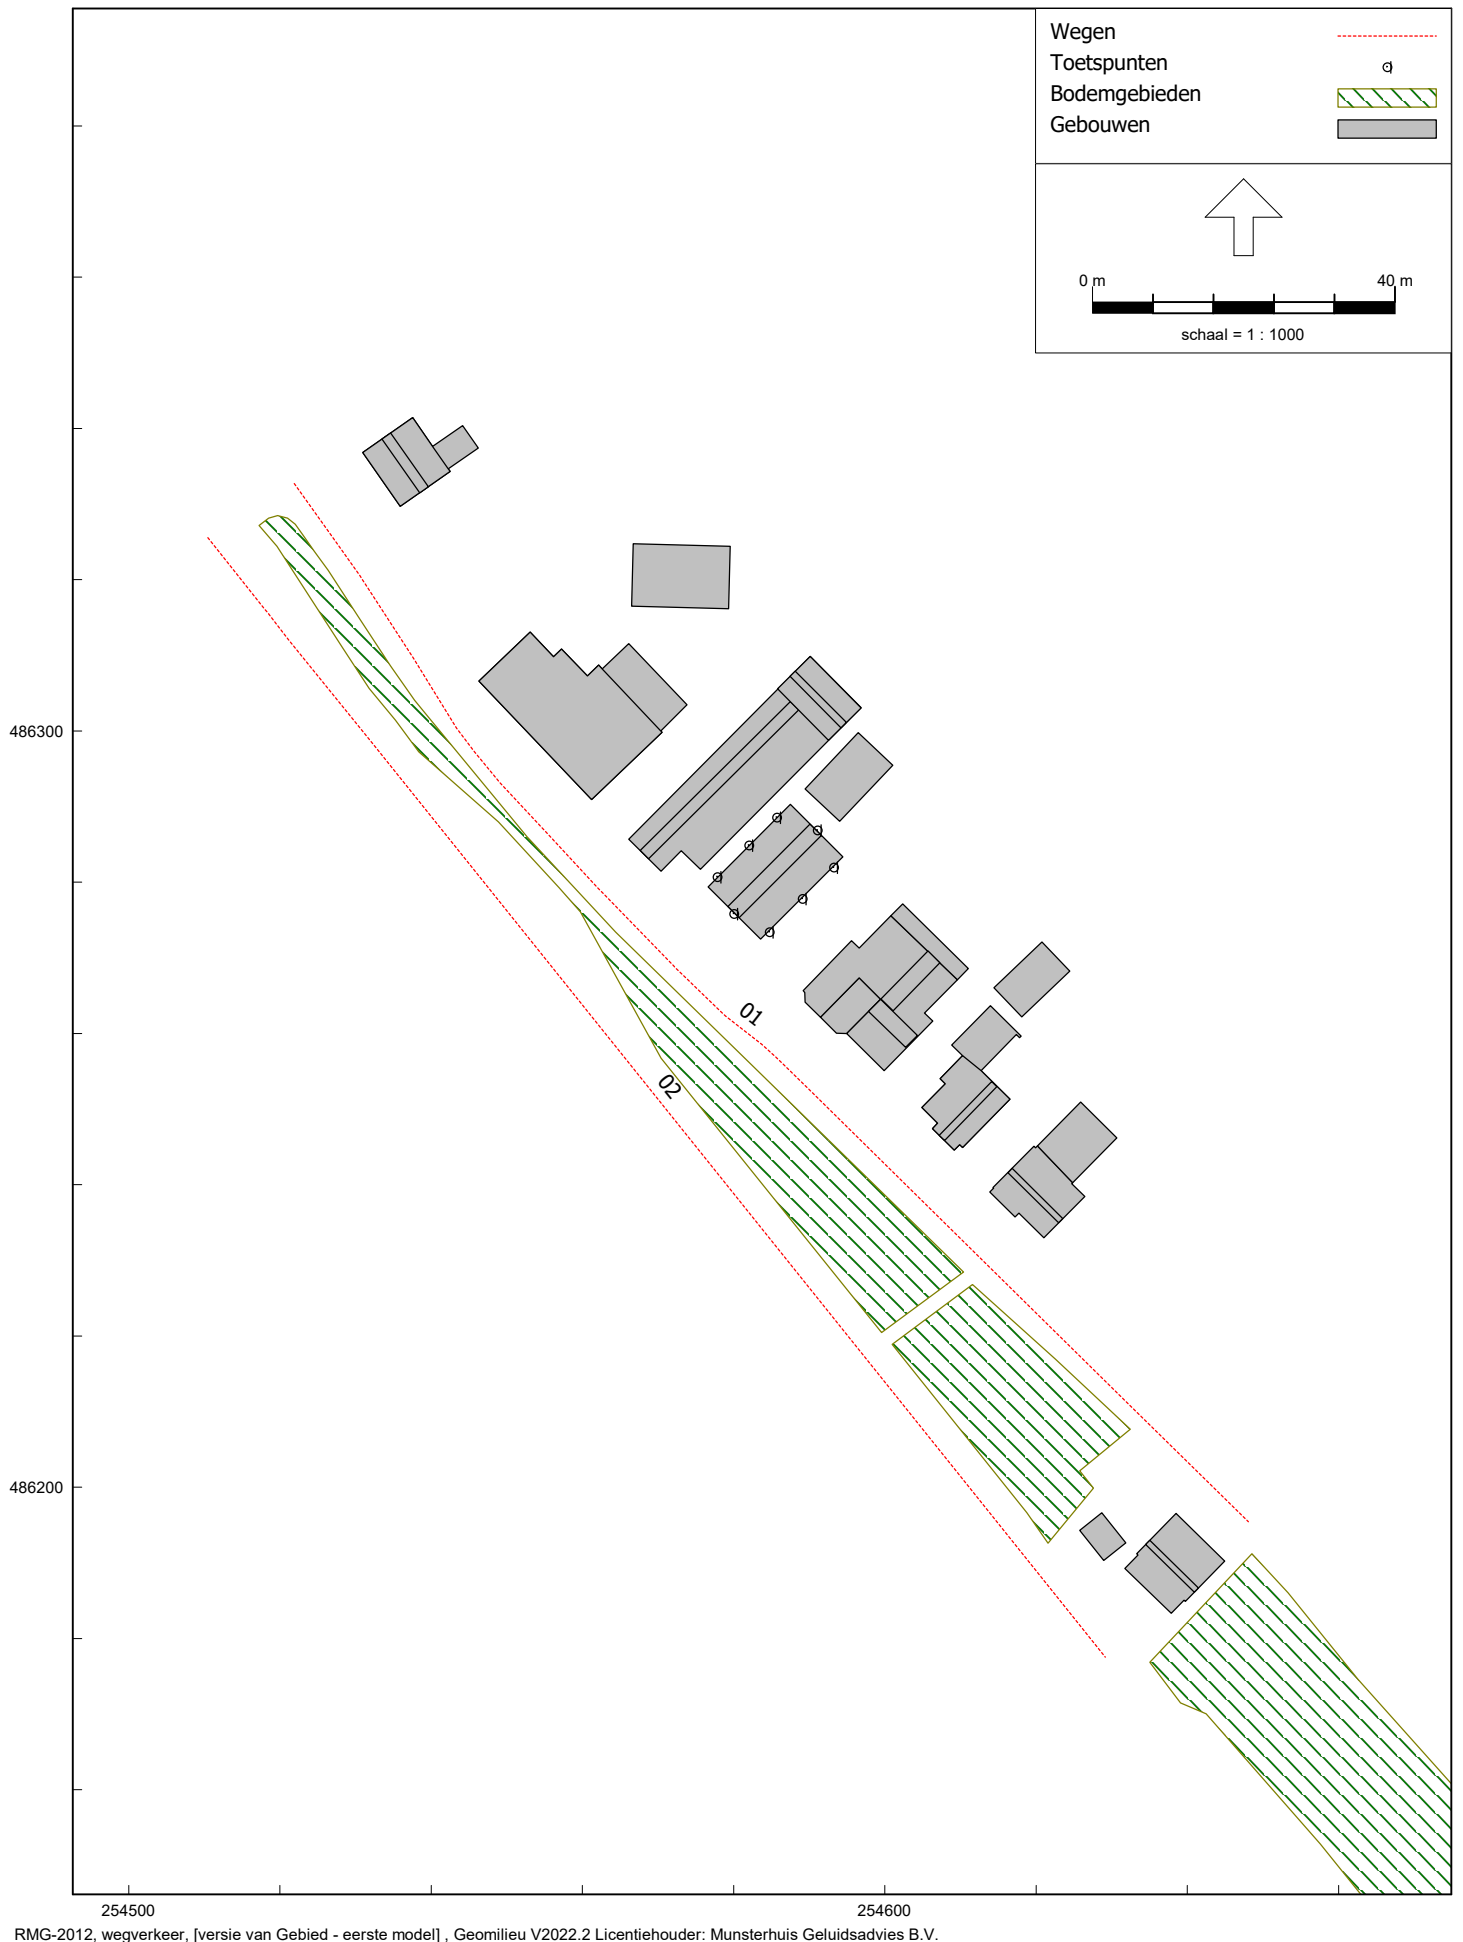 Wegen
Toetspunten
Bodemgebieden
Gebouwen
0 m 40 m
schaal = 1 : 1000
486300
01
02
486200
254500 254600
RMG-2012, wegverkeer, [versie van Gebied - eerste model] , Geomilieu V2022.2 Licentiehouder: Munsterhuis Geluidsadvies B.V.